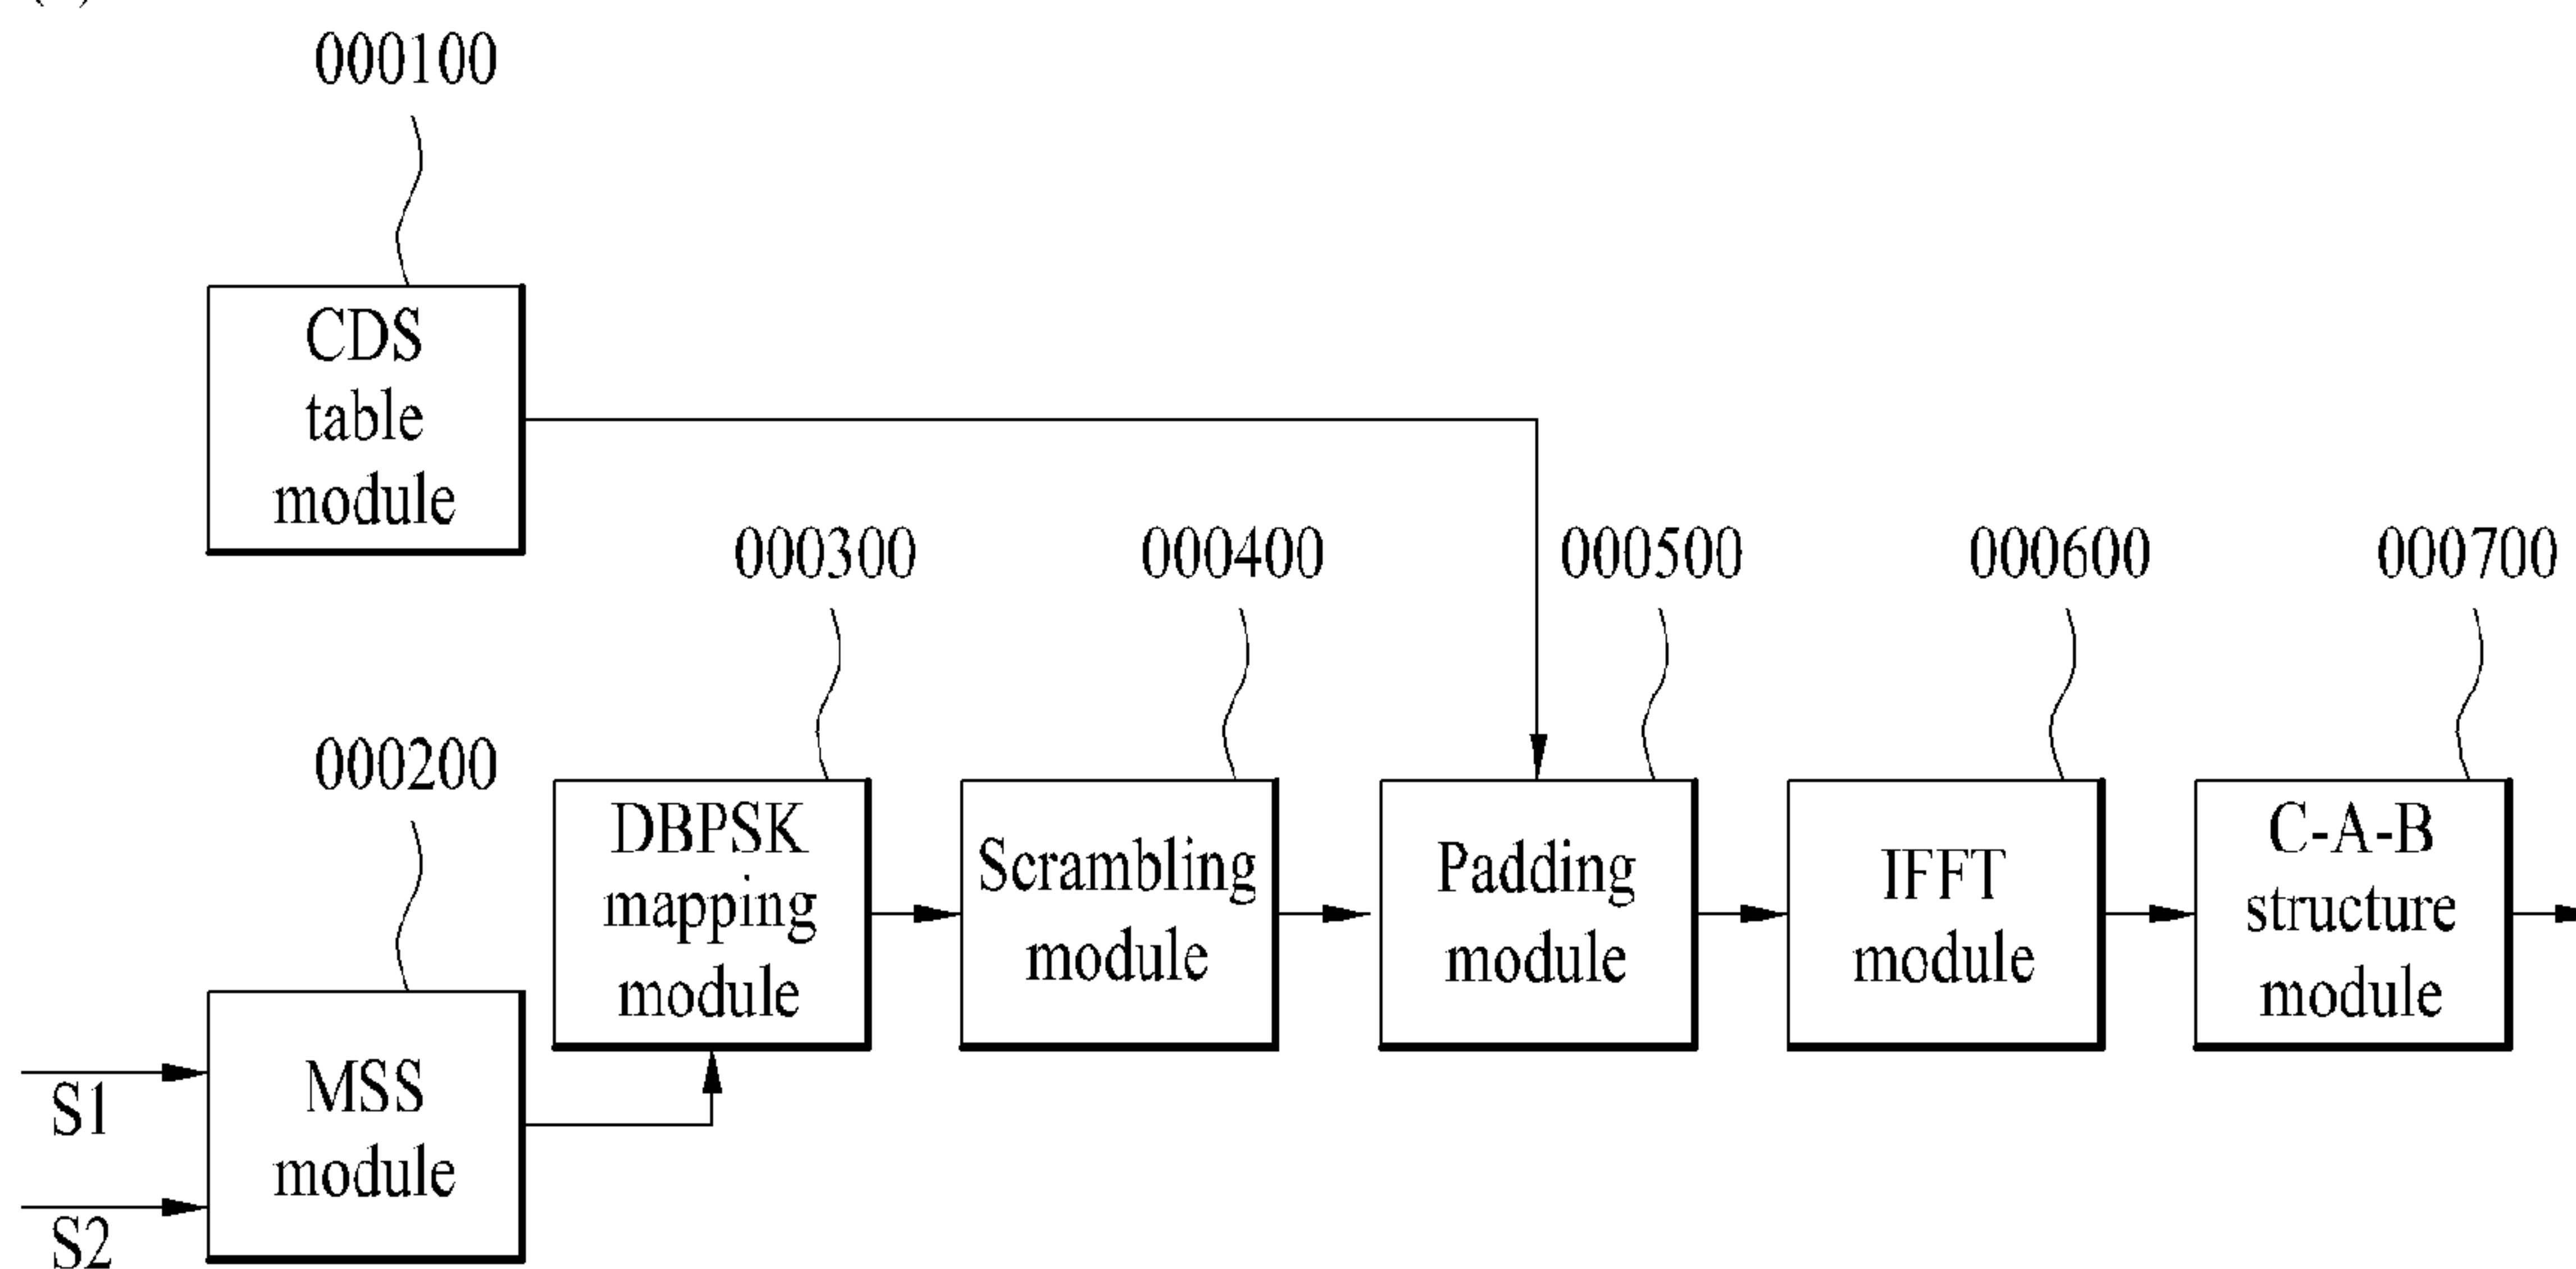 000100
CDS
table
module
000300
000400
000500
000600
000700
000200
DBPSK
mapping
module
Scrambling
module
Padding
module
IFFT
module
C-A-B
structure
module
MSS
module
S1
S2